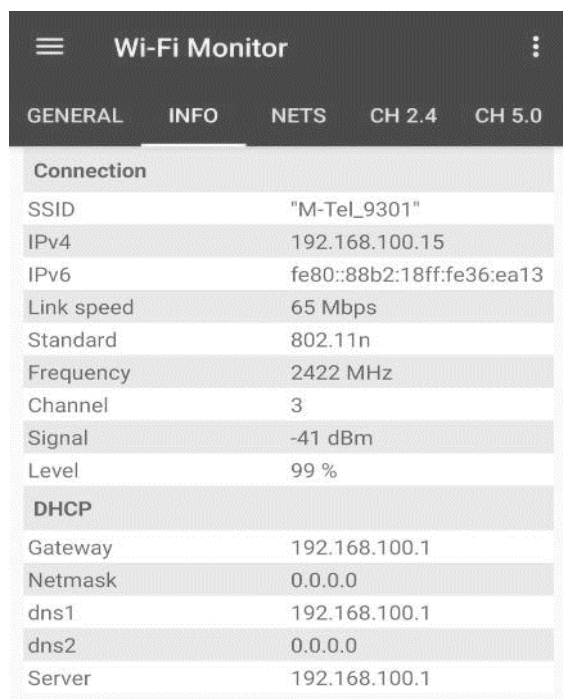 Wi-Fi Monitor
GENERAL INFO NETS CH 2.4 CH 5.0
Connection
SSID "M-Tel_9301"
IPv4 192.168.100.15
IPv6 fe80::88b2:18ff:fe36:ea13
Link speed 65 Mbps
Standard 802.11n
Frequency 2422 MHz
Channel 3
Signal -41 dBm
Level 99 %
DHCP
Gateway 192.168.100.1
Netmask 0.0.0.0
dns1 192.168.100.1
dns2 0.0.0.0
Server 192.168.100.1